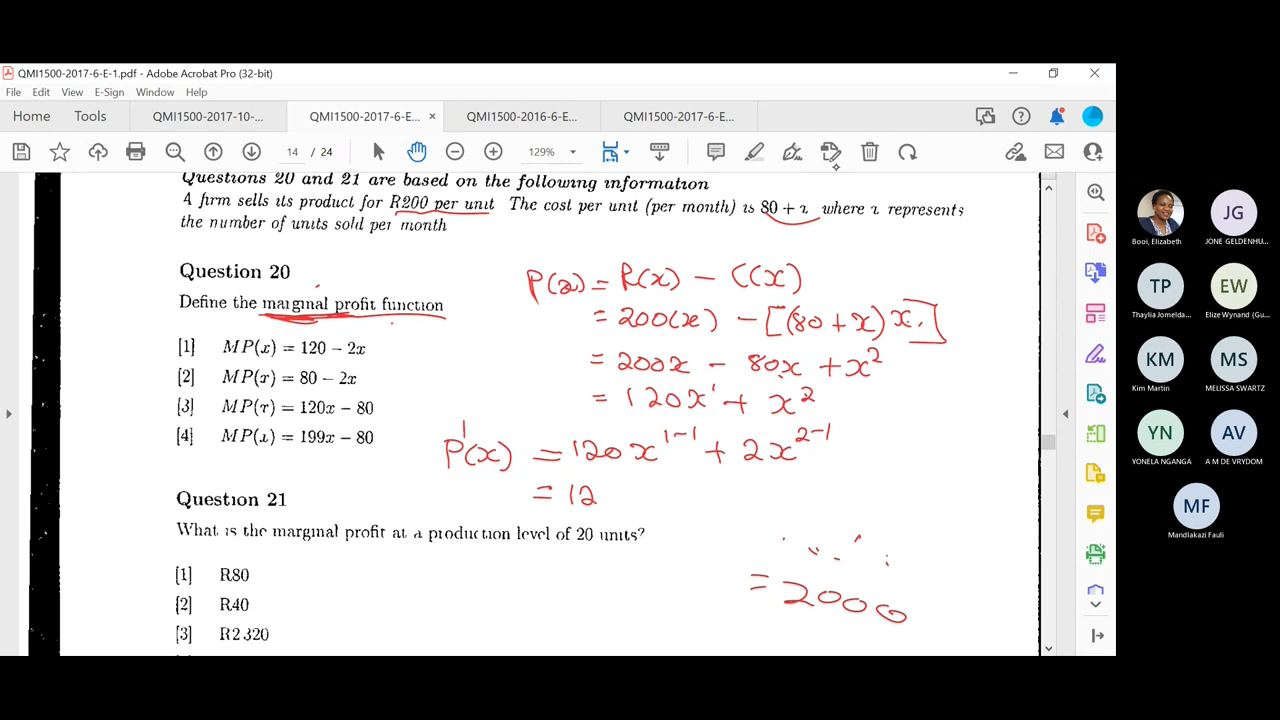 QMI1500-2017-6-E-1.pdf - Adobe Acrobat Pro (32-bit)
File Edit View E-Sign Window Help
Home Tools QMI1500-2017-10-... QMI1500-2017-6-E... × QMI1500-2016-6-E... QMI1500-2017-6-E...
14 / 24 129%
Questions 20 and 21 are based on the following information
A firm sells its product for R200 per unit The cost per unit (per month) is 80 + x where x represents
the number of units sold per month
Question 20
Define the marginal profit function
[1] MP(x) = 120 − 2x
[2] MP(x) = 80 − 2x
[3] MP(x) = 120x − 80
[4] MP(x) = 199x − 80
P(x) = R(x) − C(x)
= 200(x) − [(80 + x) x.]
= 200x − 80x + x²
= 120x¹ + x²
P'(x) = 120x¹⁻¹ + 2x²⁻¹
= 12
Question 21
What is the marginal profit at a production level of 20 units?
[1] R80
[2] R40
[3] R2 320
= 2000
Booi, Elizabeth
JG
JONE GELDENHU...
TP
Thaylia Jomelda...
EW
Elize Wynand (Gu...
KM
Kim Martin
MS
MELISSA SWARTZ
YN
YONELA NGANGA
AV
A M DE VRYDOM
MF
Mandlakazi Fauli